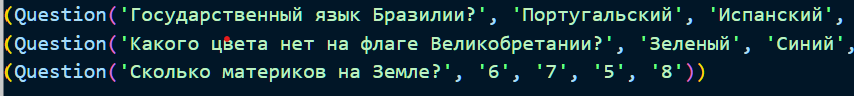 (Question('Государственный язык Бразилии?', 'Португальский', 'Испанский',
(Question('Какого цвета нет на флаге Великобритании?', 'Зеленый', 'Синий',
(Question('Сколько материков на Земле?', '6', '7', '5', '8'))